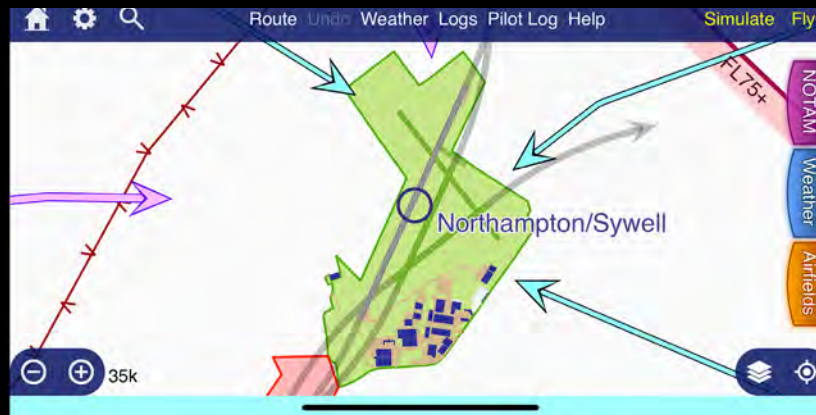 Route Undo Weather Logs Pilot Log Help Simulate Fly
FL75+
NOTAM
Northampton/Sywell
Weather
Airfields
35k